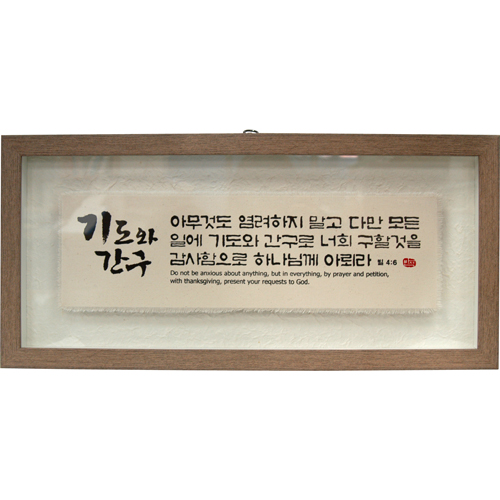 기도와
간구
아무것도 염려하지 말고 다만 모든
일에 기도와 간구로 너희 구할것을
감사함으로 하나님께 아뢰라 빌 4:6
Do not be anxious about anything, but in everything, by prayer and petition,
with thanksgiving, present your requests to God.